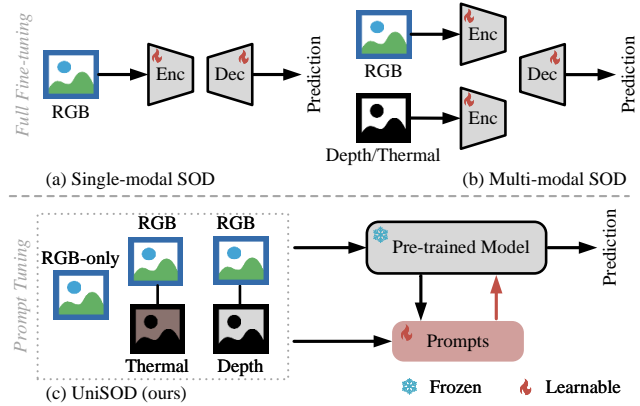 Full Fine-tuning
RGB
Enc
Dec
Prediction
(a) Single-modal SOD
RGB
Depth/Thermal
Enc
Enc
Dec
Prediction
(b) Multi-modal SOD
Prompt Tuning
RGB-only
RGB
RGB
Thermal
Depth
(c) UniSOD (ours)
Pre-trained Model
Prediction
Prompts
Frozen
Learnable